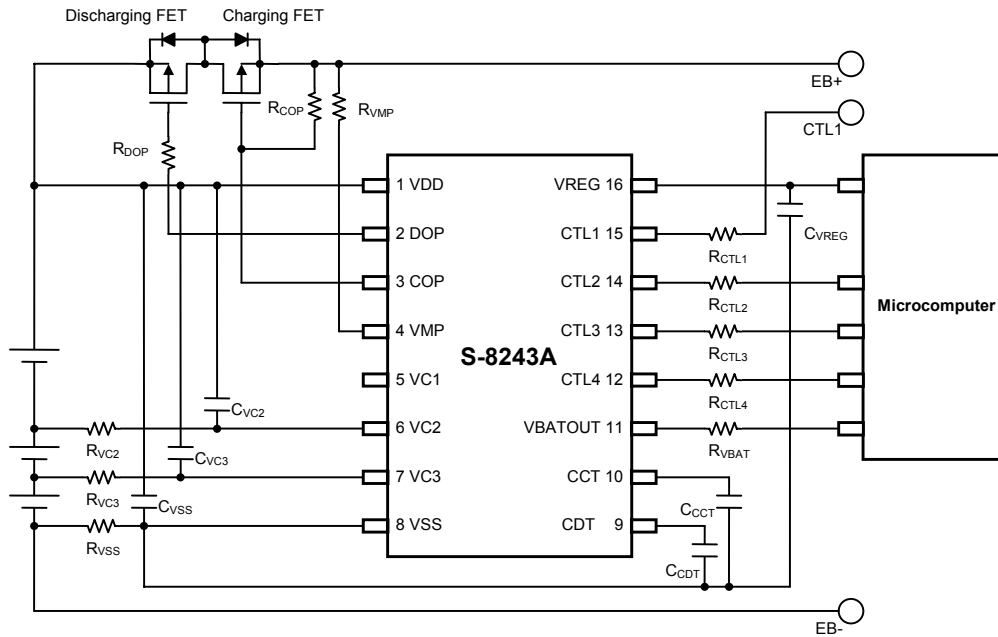 Discharging FET
Charging FET
EB+
RCOP
RVMP
CTL1
RDOP
1 VDD
VREG 16
2 DOP
CTL1 15
CVREG
RCTL1
3 COP
CTL2 14
RCTL2
Microcomputer
4 VMP
CTL3 13
S-8243A
RCTL3
5 VC1
CTL4 12
CVC2
RCTL4
6 VC2
VBATOUT 11
RVC2
CVC3
RVBAT
7 VC3
CCT 10
RVC3
CVSS
CCCT
8 VSS
CDT 9
RVSS
CCDT
EB-